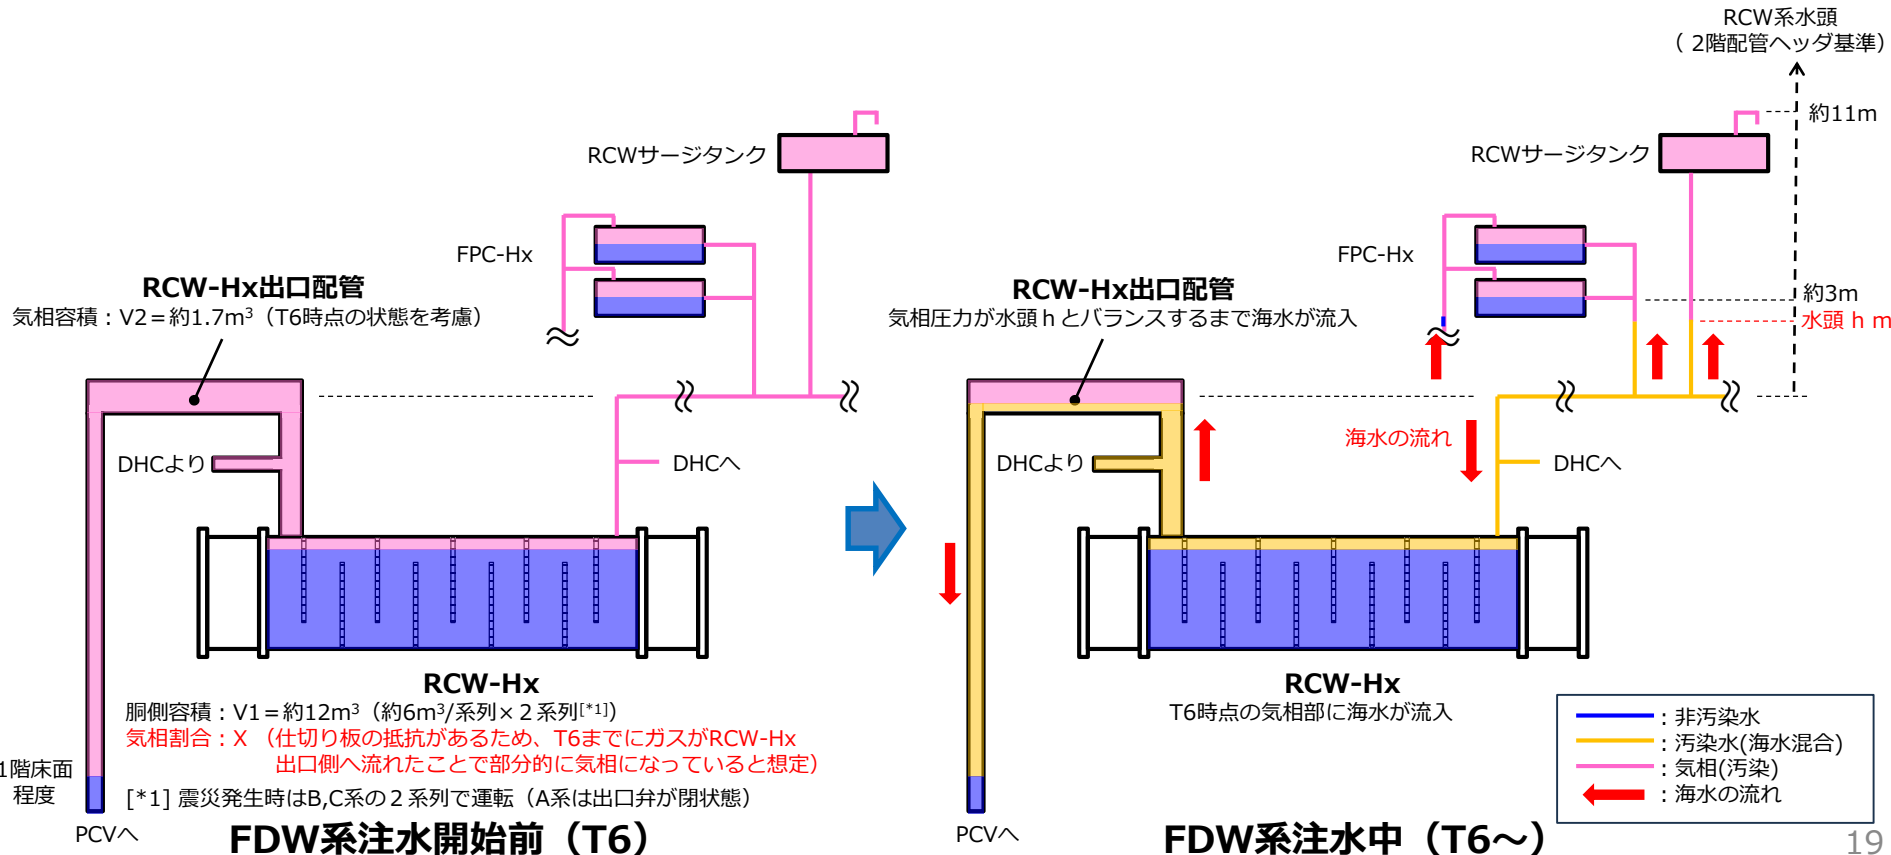 RCWサージタンク
FPC-Hx
RCW-Hx出口配管
気相容積：V2＝約1.7m³（T6時点の状態を考慮）
DHCより
DHCへ
RCW-Hx
胴側容積：V1＝約12m³（約6m³/系列×２系列[*1]）
気相割合：X （仕切り板の抵抗があるため、T6までにガスがRCW-Hx
出口側へ流れたことで部分的に気相になっていると想定）
1階床面
程度
[*1] 震災発生時はB,C系の２系列で運転（A系は出口弁が閉状態）
PCVへ
FDW系注水開始前（T6）
RCW系水頭
（ 2階配管ヘッダ基準）
約11m
RCWサージタンク
FPC-Hx
約3m
水頭 h m
RCW-Hx出口配管
気相圧力が水頭ｈとバランスするまで海水が流入
海水の流れ
DHCより
DHCへ
RCW-Hx
T6時点の気相部に海水が流入
：非汚染水
：汚染水(海水混合)
：気相(汚染)
：海水の流れ
PCVへ
FDW系注水中（T6～）
19